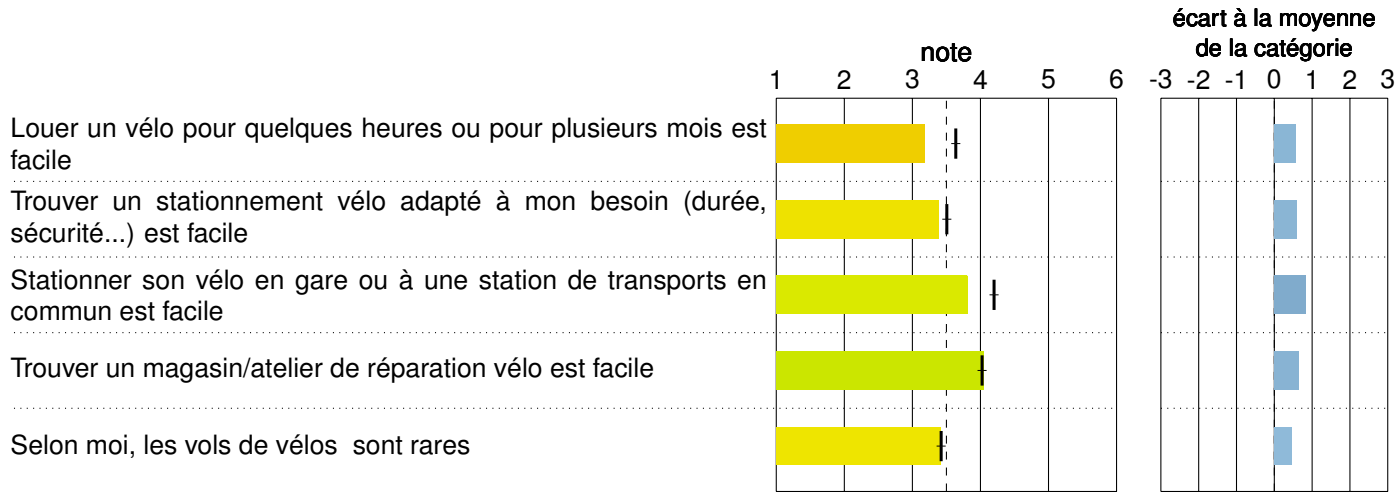 écart à la moyenne
note de la catégorie
1 2 3 4 5 6 -3 -2 -1 0 1 2 3
Louer un vélo pour quelques heures ou pour plusieurs mois est
facile
Trouver un stationnement vélo adapté à mon besoin (durée,
sécurité...) est facile
Stationner son vélo en gare ou à une station de transports en
commun est facile
Trouver un magasin/atelier de réparation vélo est facile
Selon moi, les vols de vélos sont rares